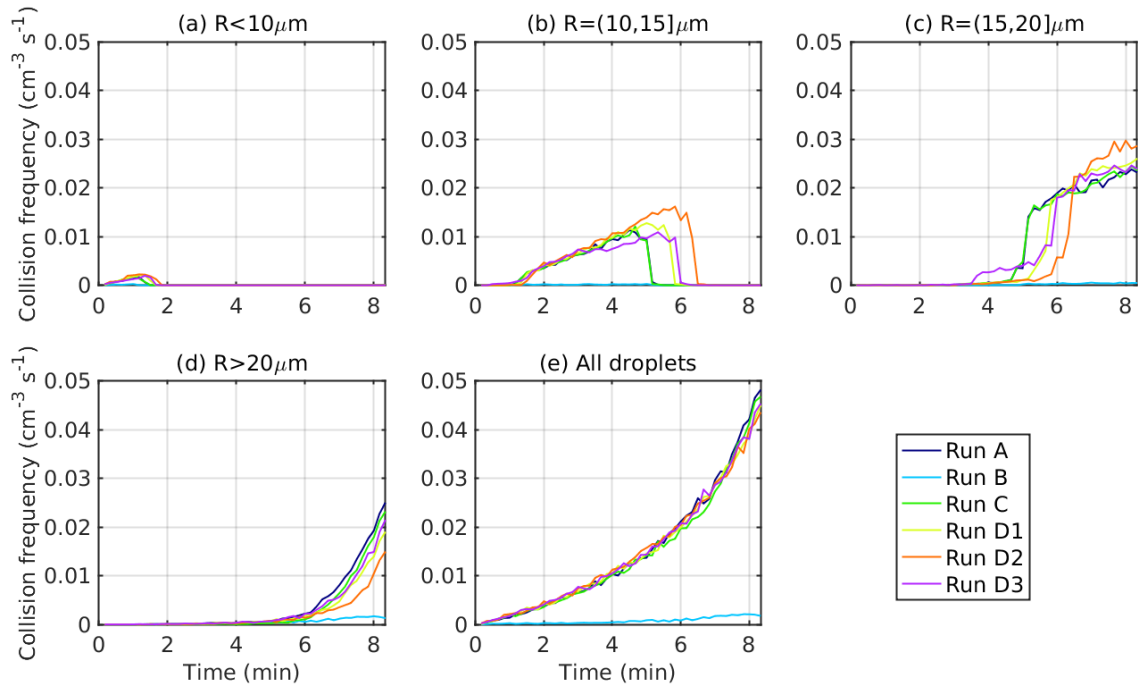 (a) R<10μm
(b) R=(10,15]μm
(c) R=(15,20]μm
Collision frequency (cm⁻³ s⁻¹)
0.05
0.04
0.03
0.02
0.01
0
0 2 4 6 8
0.05
0.04
0.03
0.02
0.01
0
0 2 4 6 8
0.05
0.04
0.03
0.02
0.01
0
0 2 4 6 8
(d) R>20μm
(e) All droplets
Collision frequency (cm⁻³ s⁻¹)
0.05
0.04
0.03
0.02
0.01
0
0 2 4 6 8
Time (min)
0.05
0.04
0.03
0.02
0.01
0
0 2 4 6 8
Time (min)
Run A
Run B
Run C
Run D1
Run D2
Run D3